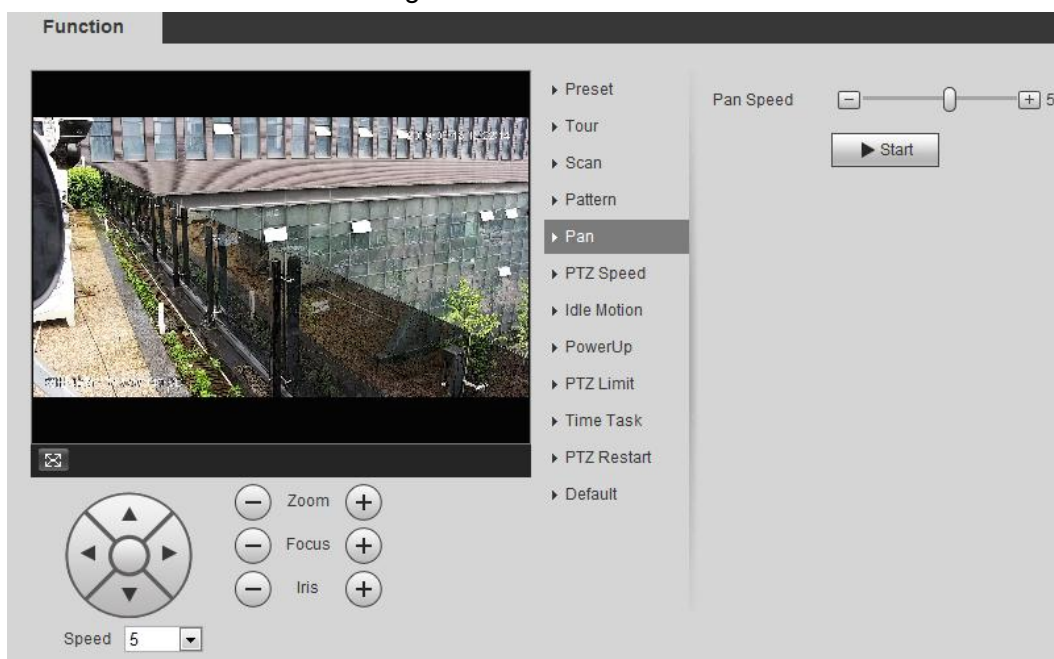 Function
Preset
Tour
Scan
Pattern
Pan
PTZ Speed
Idle Motion
PowerUp
PTZ Limit
Time Task
PTZ Restart
Default
Pan Speed
5
Start
Zoom
Focus
Iris
Speed 5